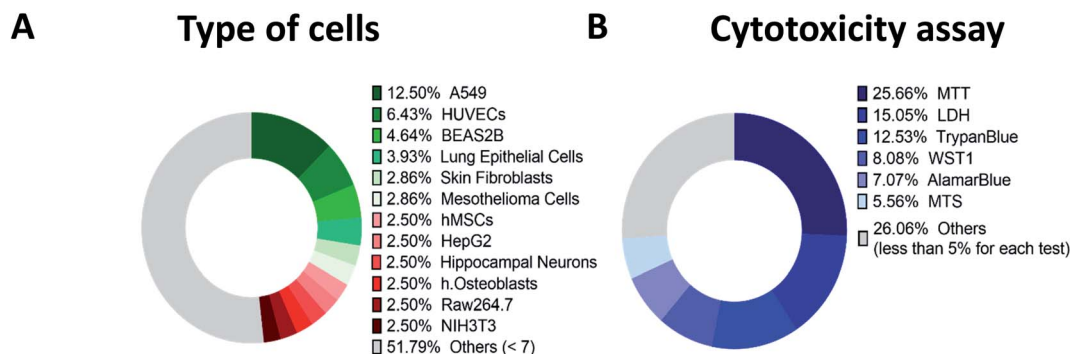 A Type of cells
12.50% A549
6.43% HUVECs
4.64% BEAS2B
3.93% Lung Epithelial Cells
2.86% Skin Fibroblasts
2.86% Mesothelioma Cells
2.50% hMSCs
2.50% HepG2
2.50% Hippocampal Neurons
2.50% h.Osteoblasts
2.50% Raw264.7
2.50% NIH3T3
51.79% Others (< 7)
B Cytotoxicity assay
25.66% MTT
15.05% LDH
12.53% TrypanBlue
8.08% WST1
7.07% AlamarBlue
5.56% MTS
26.06% Others
(less than 5% for each test)